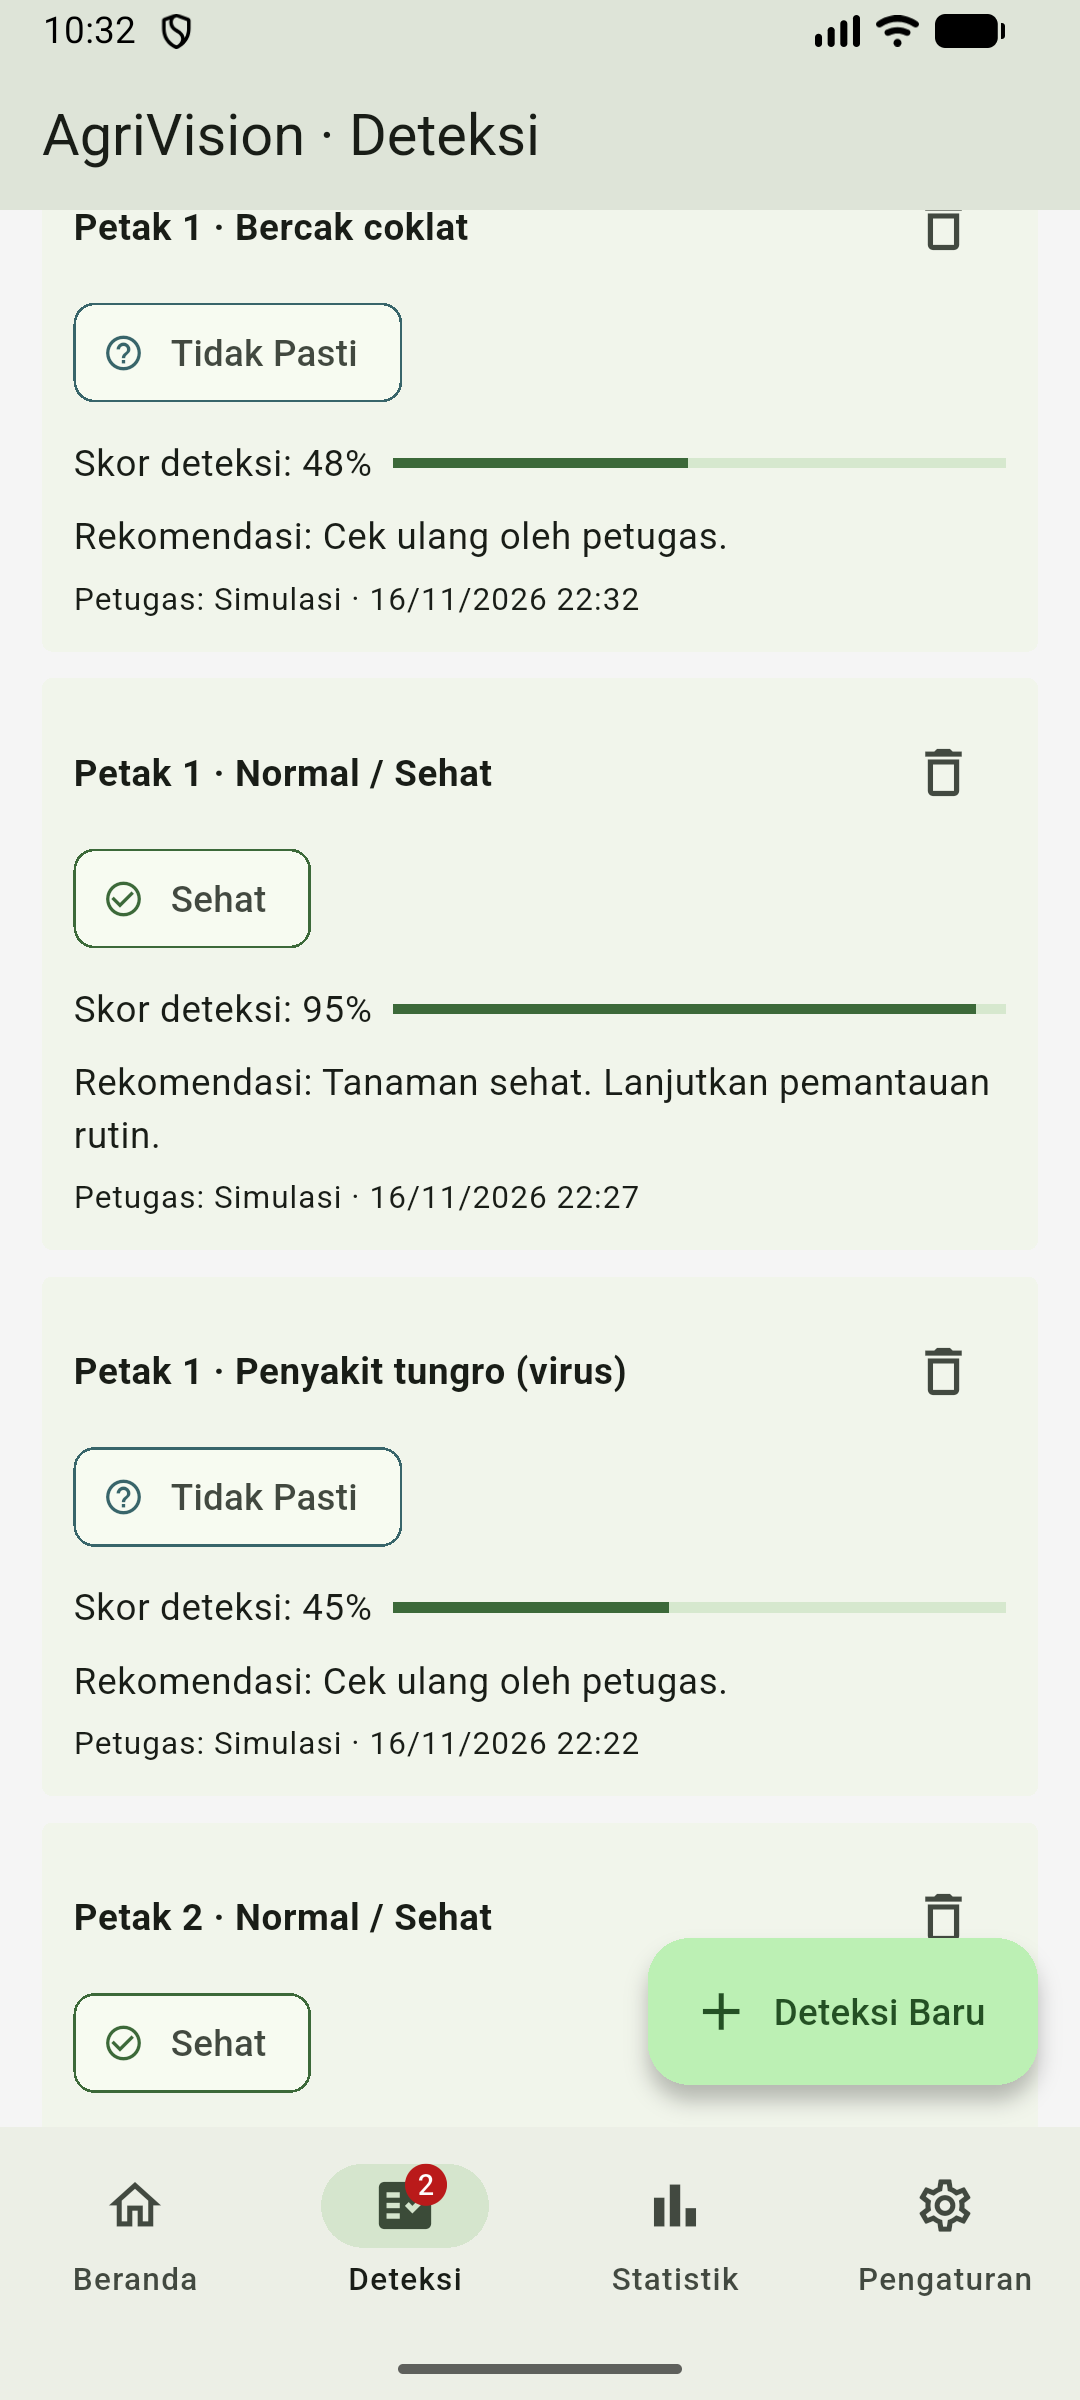 10:32
AgriVision · Deteksi
Petak 1 · Bercak coklat
Tidak Pasti
Skor deteksi: 48%
Rekomendasi: Cek ulang oleh petugas.
Petugas: Simulasi · 16/11/2026 22:32
Petak 1 · Normal / Sehat
Sehat
Skor deteksi: 95%
Rekomendasi: Tanaman sehat. Lanjutkan pemantauan
rutin.
Petugas: Simulasi · 16/11/2026 22:27
Petak 1 · Penyakit tungro (virus)
Tidak Pasti
Skor deteksi: 45%
Rekomendasi: Cek ulang oleh petugas.
Petugas: Simulasi · 16/11/2026 22:22
Petak 2 · Normal / Sehat
Sehat
Deteksi Baru
2
Beranda
Deteksi
Statistik
Pengaturan